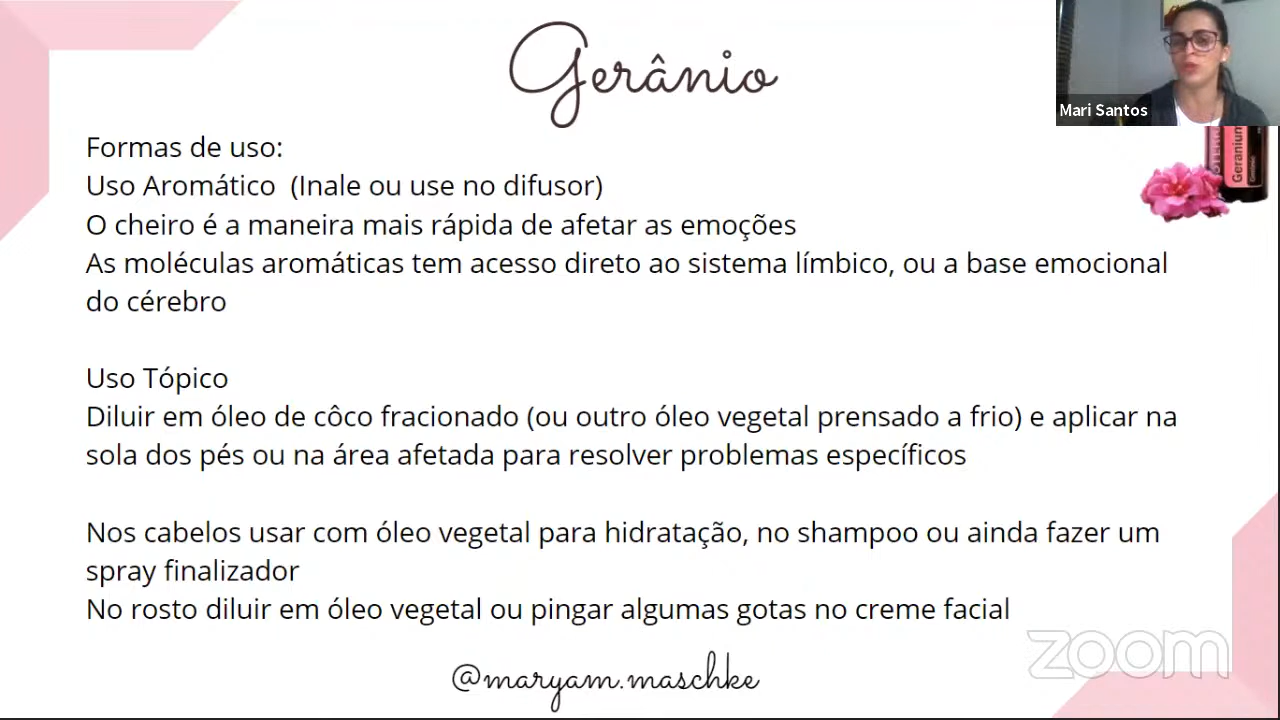 Gerânio
Mari Santos
Geranium
Formas de uso:
Uso Aromático (Inale ou use no difusor)
O cheiro é a maneira mais rápida de afetar as emoções
As moléculas aromáticas tem acesso direto ao sistema límbico, ou a base emocional
do cérebro
Uso Tópico
Diluir em óleo de côco fracionado (ou outro óleo vegetal prensado a frio) e aplicar na
sola dos pés ou na área afetada para resolver problemas específicos
Nos cabelos usar com óleo vegetal para hidratação, no shampoo ou ainda fazer um
spray finalizador
No rosto diluir em óleo vegetal ou pingar algumas gotas no creme facial
zoom
@maryam.maschke